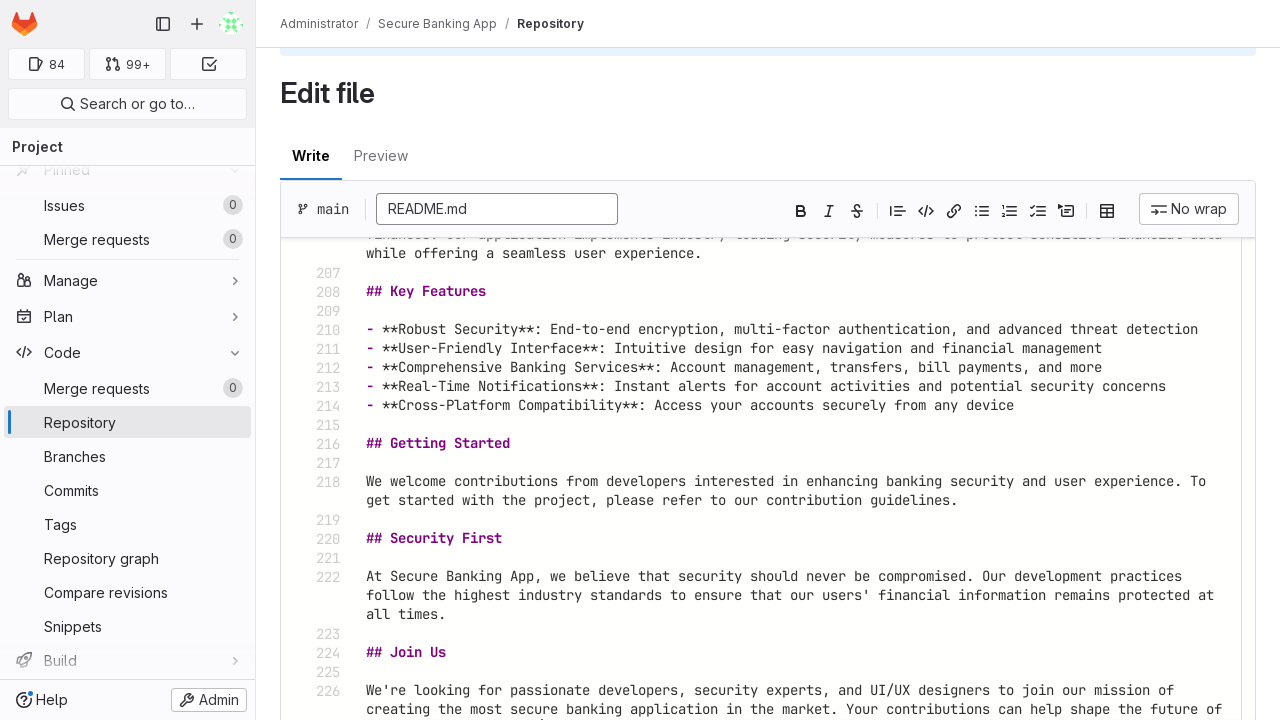 Administrator / Secure Banking App / Repository
84
99+
Search or go to…
Project
Pinned
Issues 0
Merge requests 0
Manage
Plan
Code
Merge requests 0
Repository
Branches
Commits
Tags
Repository graph
Compare revisions
Snippets
Build
Help
Admin
Edit file
Write
Preview
main
README.md
No wrap
while offering a seamless user experience.
207
208 ## Key Features
209
210 - **Robust Security**: End-to-end encryption, multi-factor authentication, and advanced threat detection
211 - **User-Friendly Interface**: Intuitive design for easy navigation and financial management
212 - **Comprehensive Banking Services**: Account management, transfers, bill payments, and more
213 - **Real-Time Notifications**: Instant alerts for account activities and potential security concerns
214 - **Cross-Platform Compatibility**: Access your accounts securely from any device
215
216 ## Getting Started
217
218 We welcome contributions from developers interested in enhancing banking security and user experience. To
get started with the project, please refer to our contribution guidelines.
219
220 ## Security First
221
222 At Secure Banking App, we believe that security should never be compromised. Our development practices
follow the highest industry standards to ensure that our users' financial information remains protected at
all times.
223
224 ## Join Us
225
226 We're looking for passionate developers, security experts, and UI/UX designers to join our mission of
creating the most secure banking application in the market. Your contributions can help shape the future of